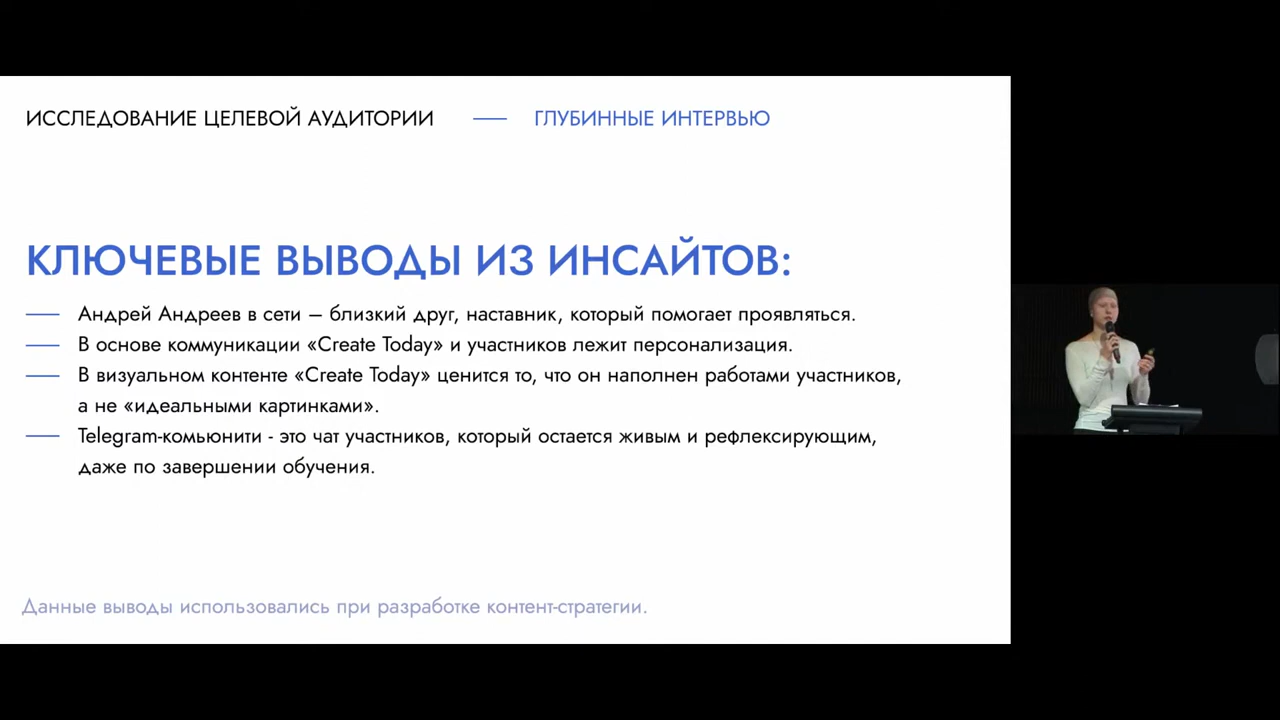 ИССЛЕДОВАНИЕ ЦЕЛЕВОЙ АУДИТОРИИ — ГЛУБИННЫЕ ИНТЕРВЬЮ
КЛЮЧЕВЫЕ ВЫВОДЫ ИЗ ИНСАЙТОВ:
— Андрей Андреев в сети – близкий друг, наставник, который помогает проявляться.
— В основе коммуникации «Create Today» и участников лежит персонализация.
— В визуальном контенте «Create Today» ценится то, что он наполнен работами участников,
а не «идеальными картинками».
— Telegram-комьюнити - это чат участников, который остается живым и рефлексирующим,
даже по завершении обучения.
Данные выводы использовались при разработке контент-стратегии.